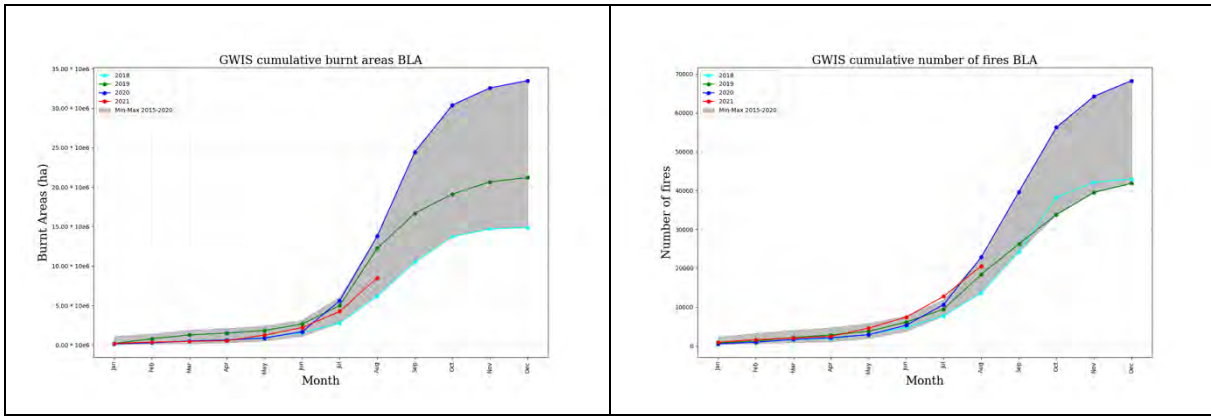 GWIS cumulative burnt areas BLA
35.00 * 10e6
30.00 * 10e6
25.00 * 10e6
20.00 * 10e6
15.00 * 10e6
10.00 * 10e6
5.00 * 10e6
0.00 * 10e6
Burnt Areas (ha)
2018
2019
2020
2021
Min-Max 2015-2020
Jan
Feb
Mar
Apr
May
Jun
Jul
Aug
Sep
Oct
Nov
Dec
Month
GWIS cumulative number of fires BLA
70000
60000
50000
40000
30000
20000
10000
0
Number of fires
2018
2019
2020
2021
Min-Max 2015-2020
Jan
Feb
Mar
Apr
May
Jun
Jul
Aug
Sep
Oct
Nov
Dec
Month